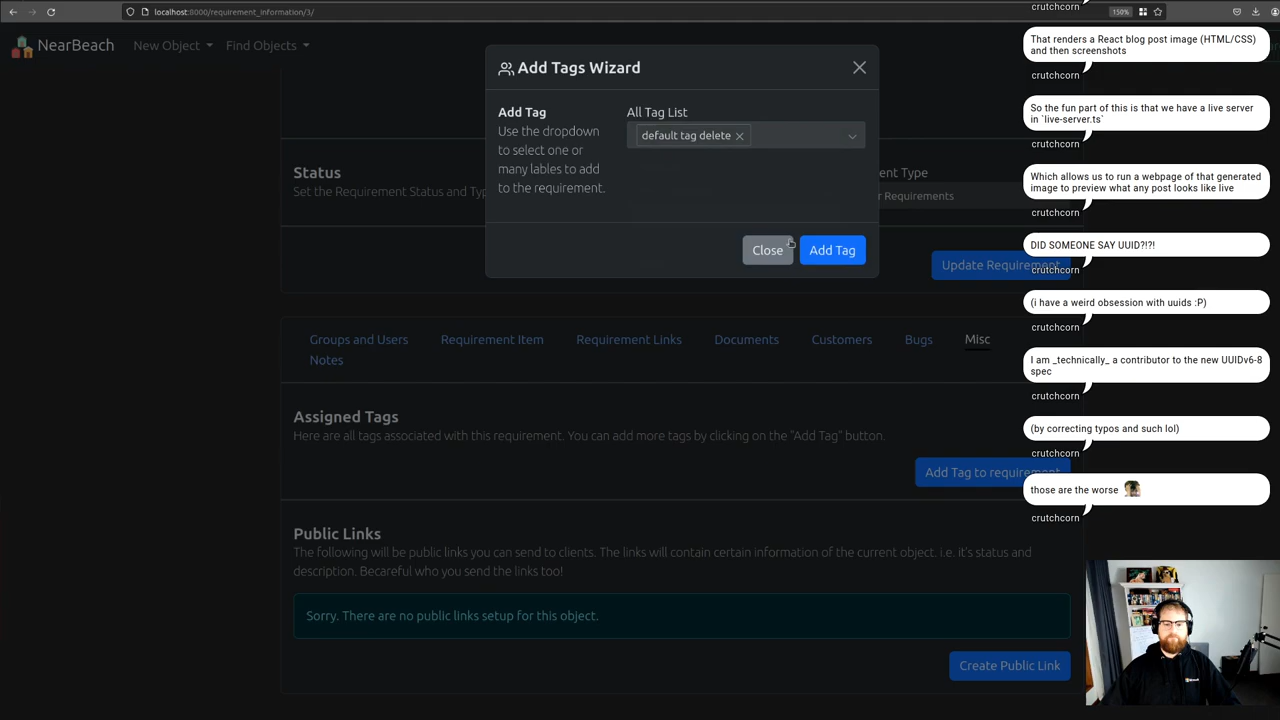 localhost:8000/requirement_information/3/
150%
NearBeach
New Object
Find Objects
Add Tags Wizard
Add Tag
Use the dropdown
to select one or
many lables to add
to the requirement.
All Tag List
default tag delete
Close
Add Tag
Status
Set the Requirement Status and Typ
ent Type
r Requirements
Update Requirement
Groups and Users
Requirement Item
Requirement Links
Documents
Customers
Bugs
Misc
Notes
Assigned Tags
Here are all tags associated with this requirement. You can add more tags by clicking on the "Add Tag" button.
Add Tag to requirement
Public Links
The following will be public links you can send to clients. The links will contain certain information of the current object. i.e. it's status and
description. Becareful who you send the links too!
Sorry. There are no public links setup for this object.
Create Public Link
crutchcorn
That renders a React blog post image (HTML/CSS)
and then screenshots
crutchcorn
So the fun part of this is that we have a live server
in `live-server.ts`
crutchcorn
Which allows us to run a webpage of that generated
image to preview what any post looks like live
crutchcorn
DID SOMEONE SAY UUID?!?!
crutchcorn
(i have a weird obsession with uuids :P)
crutchcorn
I am _technically_ a contributor to the new UUIDv6-8
spec
crutchcorn
(by correcting typos and such lol)
crutchcorn
those are the worse
crutchcorn